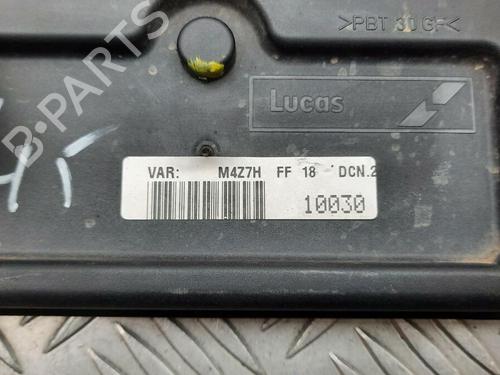 >PBT 30 GF<
Lucas
VAR: M4Z7H FF 18 DCN.2
10030
B-PARTS